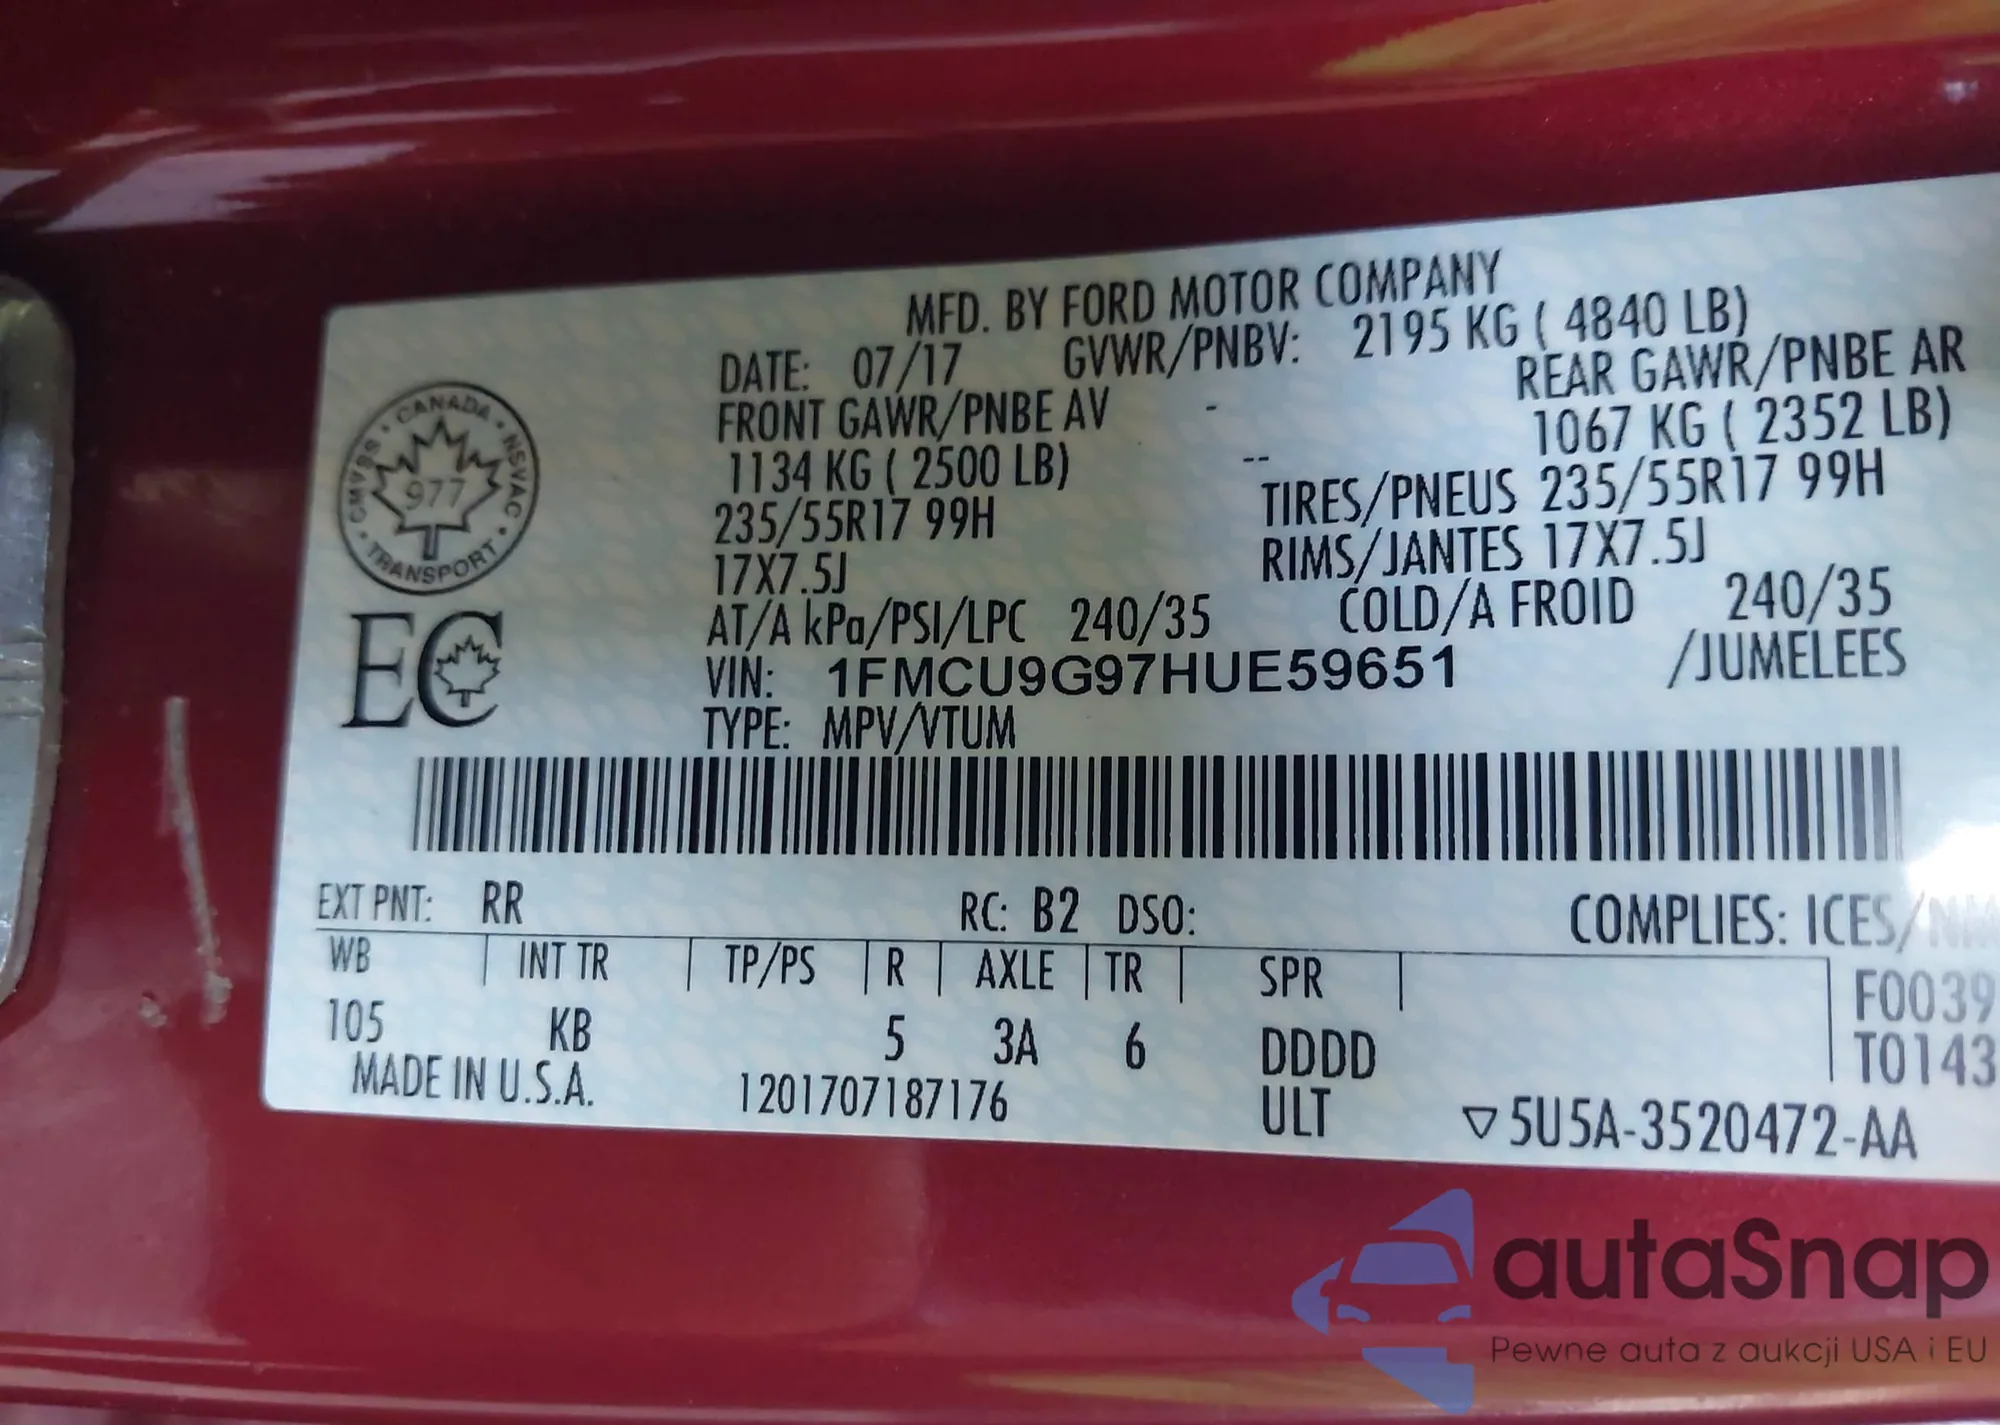 MFD. BY FORD MOTOR COMPANY
DATE: 07/17 GVWR/PNBV: 2195 KG ( 4840 LB)
FRONT GAWR/PNBE AV - REAR GAWR/PNBE AR
1134 KG ( 2500 LB) -- 1067 KG ( 2352 LB)
235/55R17 99H TIRES/PNEUS 235/55R17 99H
17X7.5J RIMS/JANTES 17X7.5J
AT/A kPa/PSI/LPC 240/35 COLD/A FROID 240/35
VIN: 1FMCU9G97HUE59651 /JUMELEES
TYPE: MPV/VTUM
CANADA • NSVAC • TRANSPORT • CMVSS
977
EC
EXT PNT: RR RC: B2 DSO: COMPLIES: ICES/NM
WB INT TR TP/PS R AXLE TR SPR F0039
105 KB 5 3A 6 DDDD T0143
MADE IN U.S.A. 1201707187176 ULT ▽5U5A-3520472-AA
autaSnap
Pewne auta z aukcji USA i EU